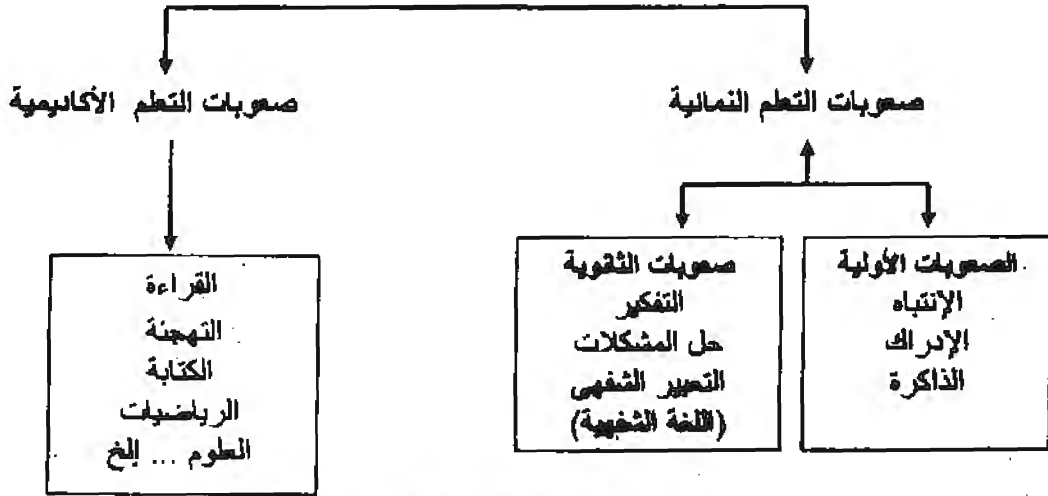 صعوبات التعلم النمائية
صعوبات التعلم الأكاديمية
الصعوبات الأولية
الإنتباه
الإدراك
الذاكرة
صعوبات الثانوية
التفكير
حل المشكلات
التعبير الشفهى
(اللغة الشفهية)
القراءة
التهجئة
الكتابة
الرياضيات
العلوم ... إلخ